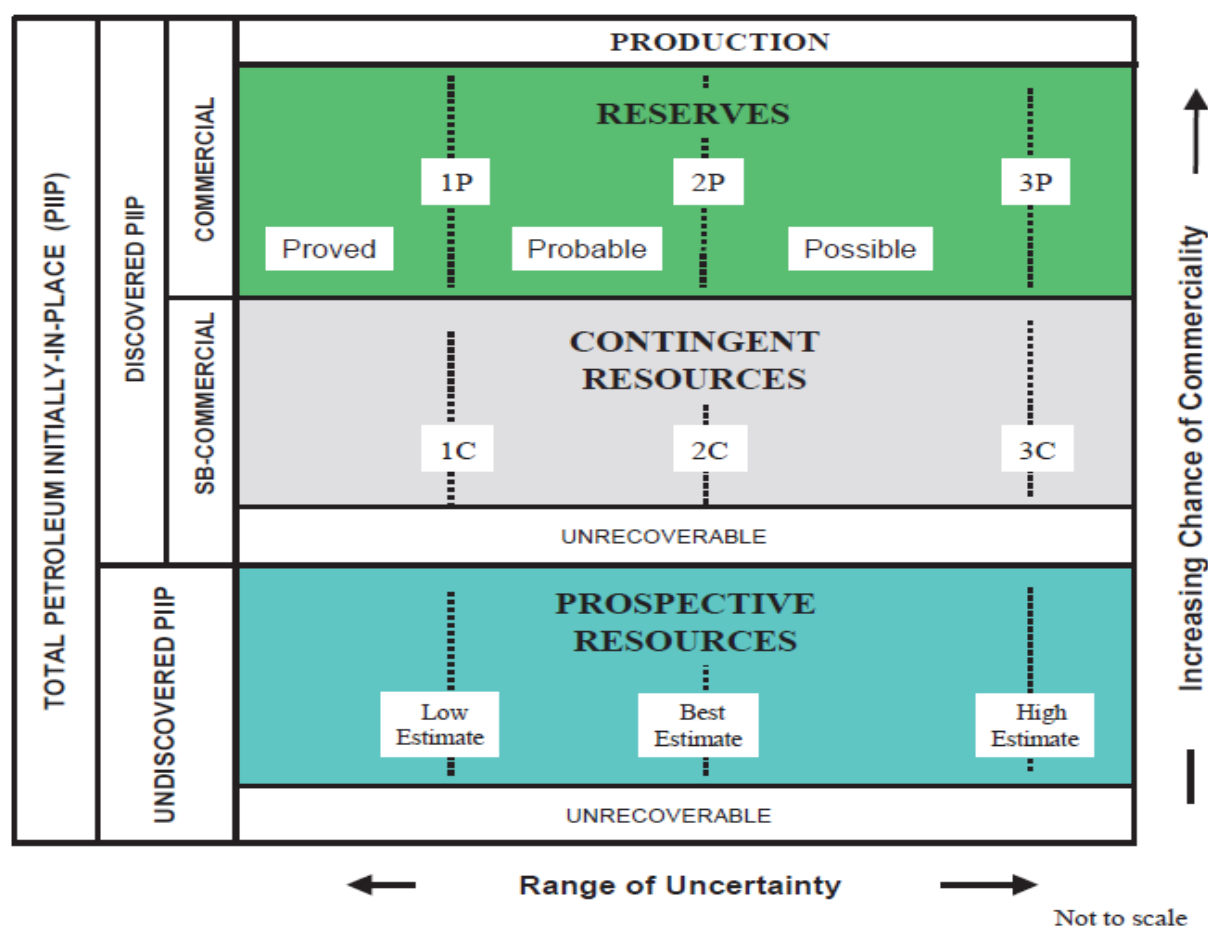 TOTAL PETROLEUM INITIALLY-IN-PLACE (PIIP)
DISCOVERED PIIP
UNDISCOVERED PIIP
COMMERCIAL
SB-COMMERCIAL
PRODUCTION
RESERVES
1P
2P
3P
Proved
Probable
Possible
CONTINGENT
RESOURCES
1C
2C
3C
UNRECOVERABLE
PROSPECTIVE
RESOURCES
Low
Estimate
Best
Estimate
High
Estimate
UNRECOVERABLE
Increasing Chance of Commerciality
Range of Uncertainty
Not to scale